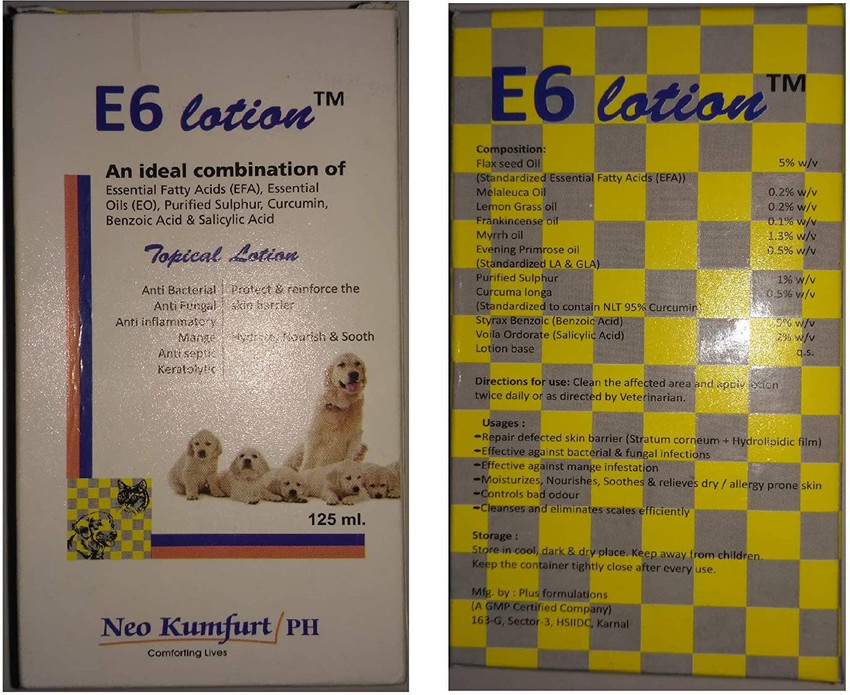 E6 lotion™
An ideal combination of
Essential Fatty Acids (EFA), Essential
Oils (EO), Purified Sulphur, Curcumin,
Benzoic Acid & Salicylic Acid
Topical Lotion
Anti Bacterial
Anti Fungal
Anti inflammatory
Mange
Anti septic
Keratolytic
Protect & reinforce the
skin barrier
Nourish & Sooth
125 ml.
Neo Kumfurt/PH
Comforting Lives
E6 lotion™
Composition:
Flax seed Oil 5% w/v
(Standardized Essential Fatty Acids (EFA))
Melaleuca Oil 0.2% w/v
Lemon Grass oil 0.2% w/v
Frankincense oil 0.1% w/v
Myrrh oil 1.3% w/v
Evening Primrose oil 0.5% w/v
(Standardized LA & GLA)
Purified Sulphur 1% w/v
Curcuma longa 0.5% w/v
(Standardized to contain NLT 95% Curcumin)
Styrax Benzoic (Benzoic Acid) w/v
Voila Ordorate (Salicylic Acid) 2% w/v
Lotion base q.s.
Directions for use: Clean the affected area and apply lotion
twice daily or as directed by Veterinarian.
Usages :
Repair defected skin barrier (Stratum corneum + Hydrolipidic film)
Effective against bacterial & fungal infections
Effective against mange infestation
Moisturizes, Nourishes, Soothes & relieves dry / allergy prone skin
Controls bad odour
Cleanses and eliminates scales efficiently
Storage :
Store in cool, dark & dry place. Keep away from children.
Keep the container tightly close after every use.
Mfg. by : Plus formulations
(A GMP Certified Company)
163-G, Sector-3, HSIIDC, Karnal